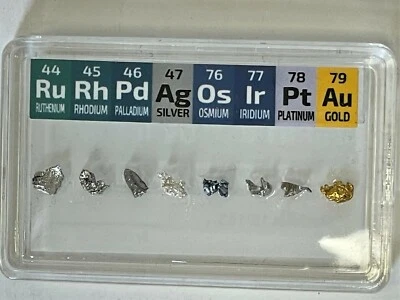 44 45 46 47 76 77 78 79
Ru Rh Pd Ag Os Ir Pt Au
RUTHENIUM RHODIUM PALLADIUM SILVER OSMIUM IRIDIUM PLATINUM GOLD